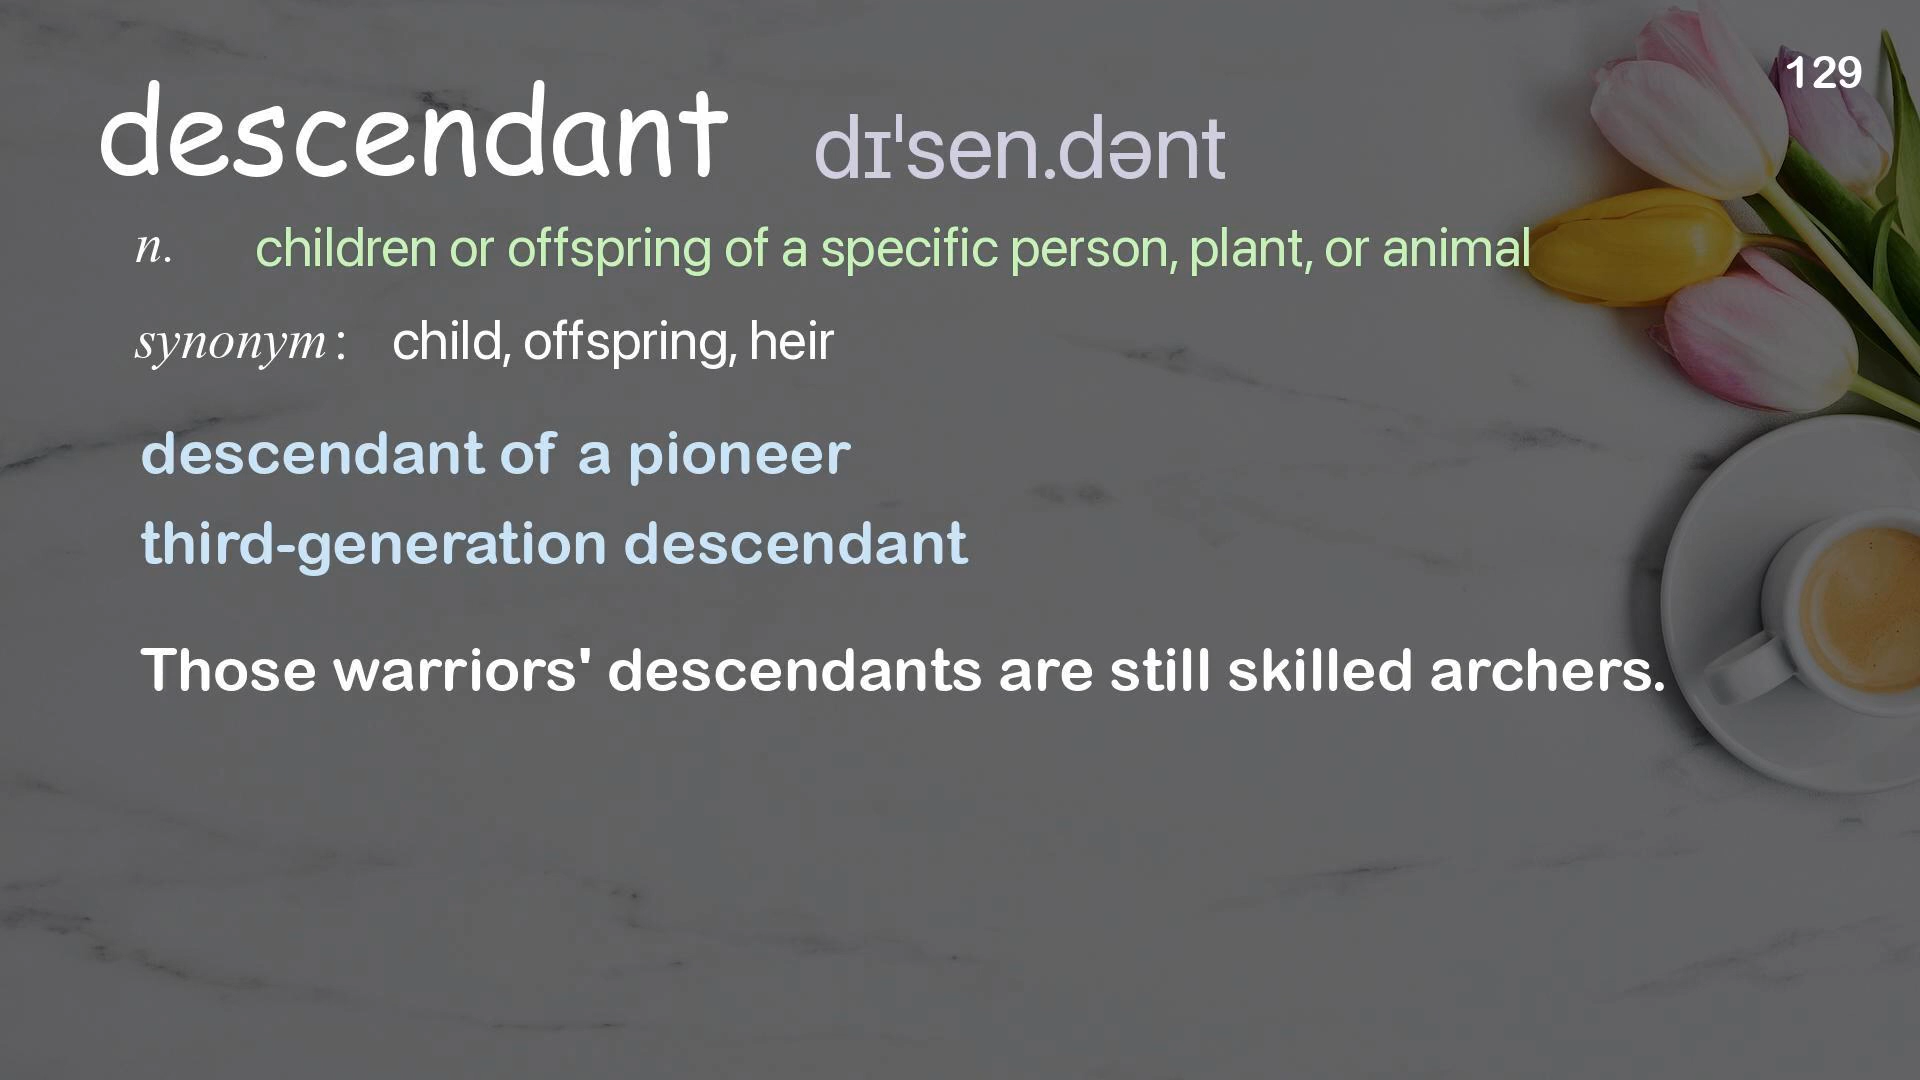 129
descendant dɪˈsen.dənt
n. children or offspring of a specific person, plant, or animal
synonym: child, offspring, heir
descendant of a pioneer
third-generation descendant
Those warriors' descendants are still skilled archers.